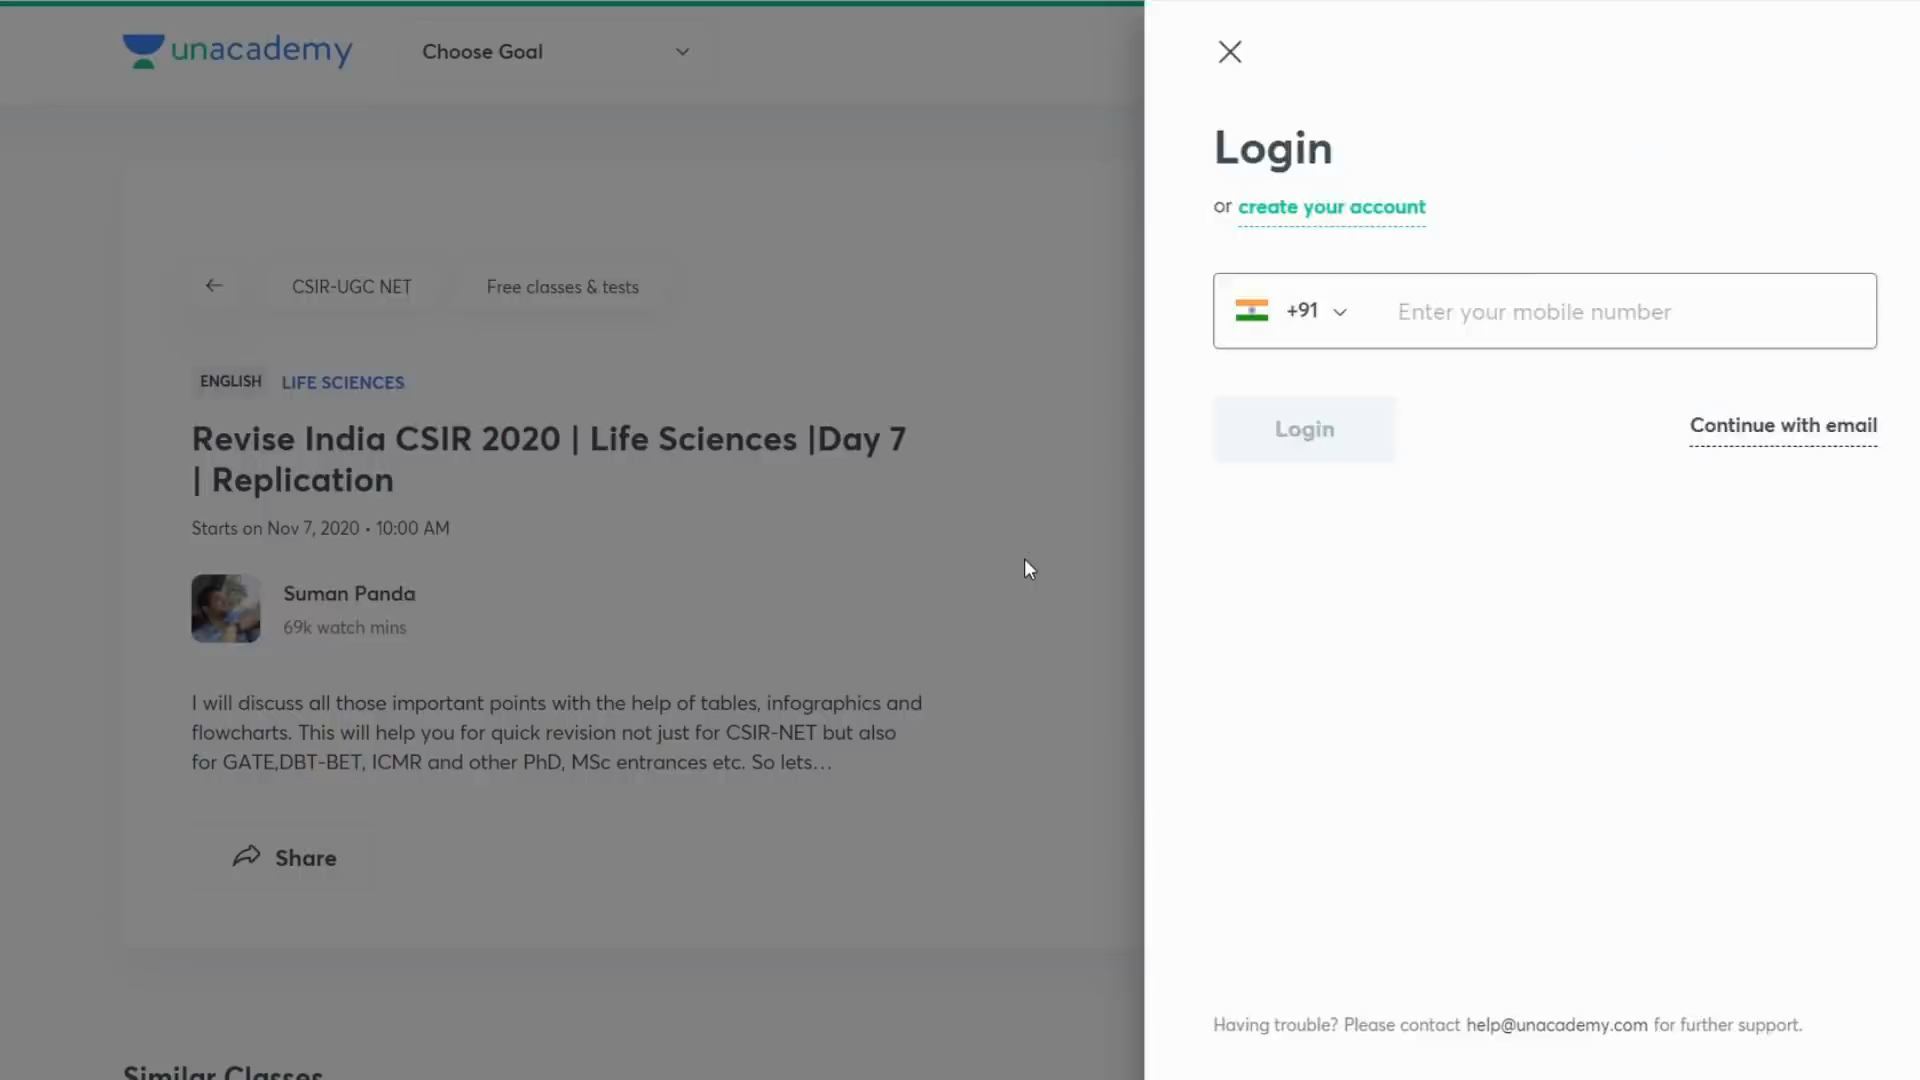 unacademy
Choose Goal
CSIR-UGC NET
Free classes & tests
ENGLISH LIFE SCIENCES
Revise India CSIR 2020 | Life Sciences |Day 7
| Replication
Starts on Nov 7, 2020 • 10:00 AM
Suman Panda
69k watch mins
I will discuss all those important points with the help of tables, infographics and
flowcharts. This will help you for quick revision not just for CSIR-NET but also
for GATE,DBT-BET, ICMR and other PhD, MSc entrances etc. So lets...
Share
Similar Classes
Login
or create your account
+91 Enter your mobile number
Login
Continue with email
Having trouble? Please contact help@unacademy.com for further support.